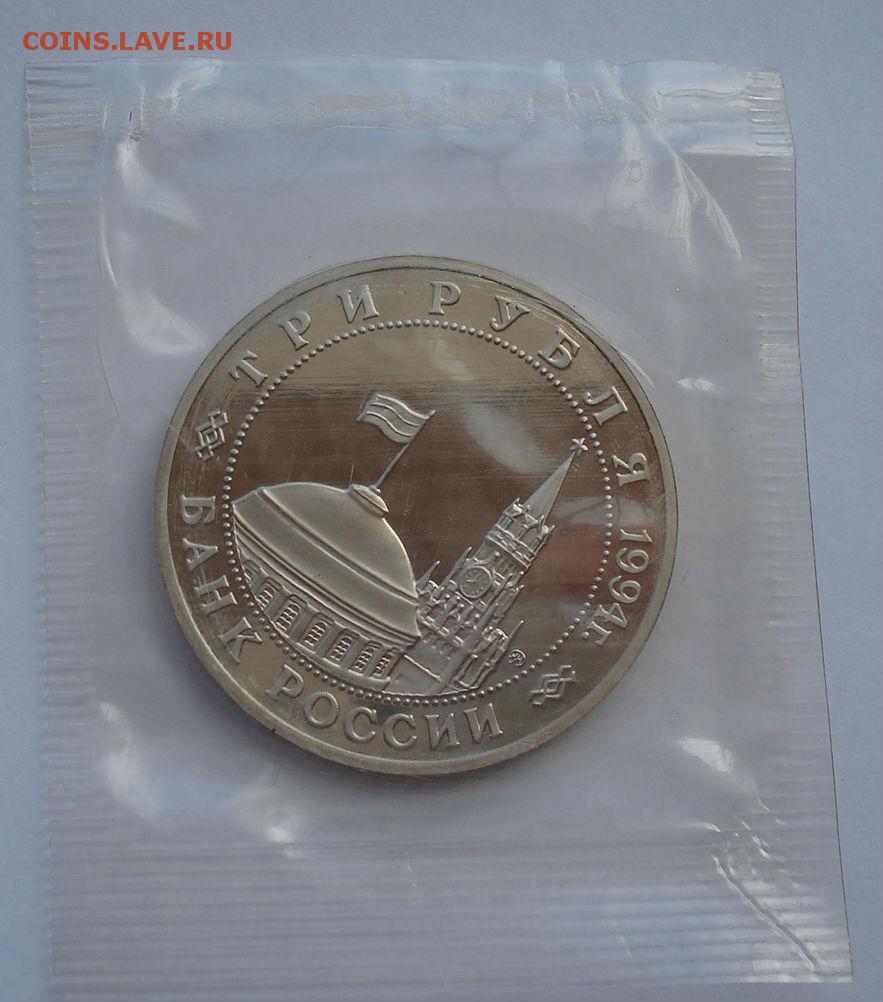 COINS.LAVE.RU
ТРИ РУБЛЯ 1994г.
БАНК РОССИИ